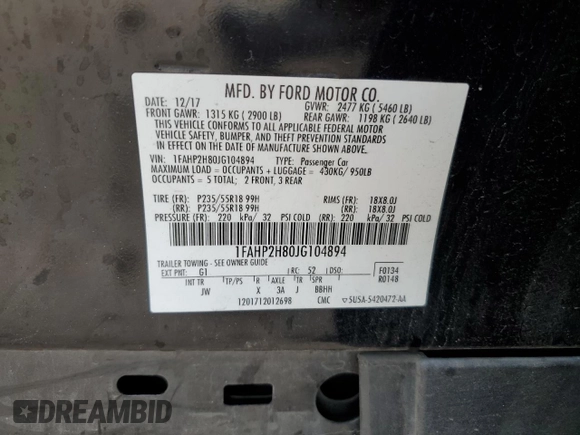 MFD. BY FORD MOTOR CO.
DATE: 12/17 GVWR: 2477 KG ( 5460 LB)
FRONT GAWR: 1315 KG ( 2900 LB) REAR GAWR: 1198 KG ( 2640 LB)
THIS VEHICLE CONFORMS TO ALL APPLICABLE FEDERAL MOTOR
VEHICLE SAFETY, BUMPER, AND THEFT PREVENTION STANDARDS
IN EFFECT ON THE DATE OF MANUFACTURE SHOWN ABOVE.
VIN: 1FAHP2H80JG104894 TYPE: Passenger Car
MAXIMUM LOAD = OCCUPANTS + LUGGAGE = 430KG/ 950LB
OCCUPANTS = 5 TOTAL; 2 FRONT, 3 REAR
TIRE (FR): P235/55R18 99H RIMS (FR): 18X8.0J
(RR): P235/55R18 99H (RR): 18X8.0J
PRESSURE (FR): 220 kPa/ 32 PSI COLD (RR): 220 kPa/ 32 PSI COLD
1FAHP2H80JG104894
TRAILER TOWING - SEE OWNER GUIDE
EXT PNT: G1 RC: 52 DSO: F0134
R0148
INT TR TP/PS R AXLE TR SPR
JW X 3A J BBHH
1201712012698 CMC ▽5U5A-5420472-AA
DREAMBID